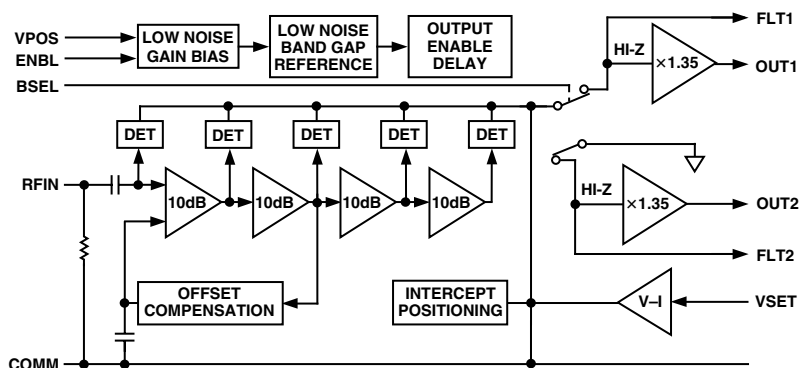 VPOS
ENBL
BSEL
LOW NOISE
GAIN BIAS
LOW NOISE
BAND GAP
REFERENCE
OUTPUT
ENABLE
DELAY
FLT1
HI-Z
×1.35
OUT1
DET
DET
DET
DET
DET
RFIN
10dB
10dB
10dB
10dB
HI-Z
×1.35
OUT2
FLT2
OFFSET
COMPENSATION
INTERCEPT
POSITIONING
V–I
VSET
COMM